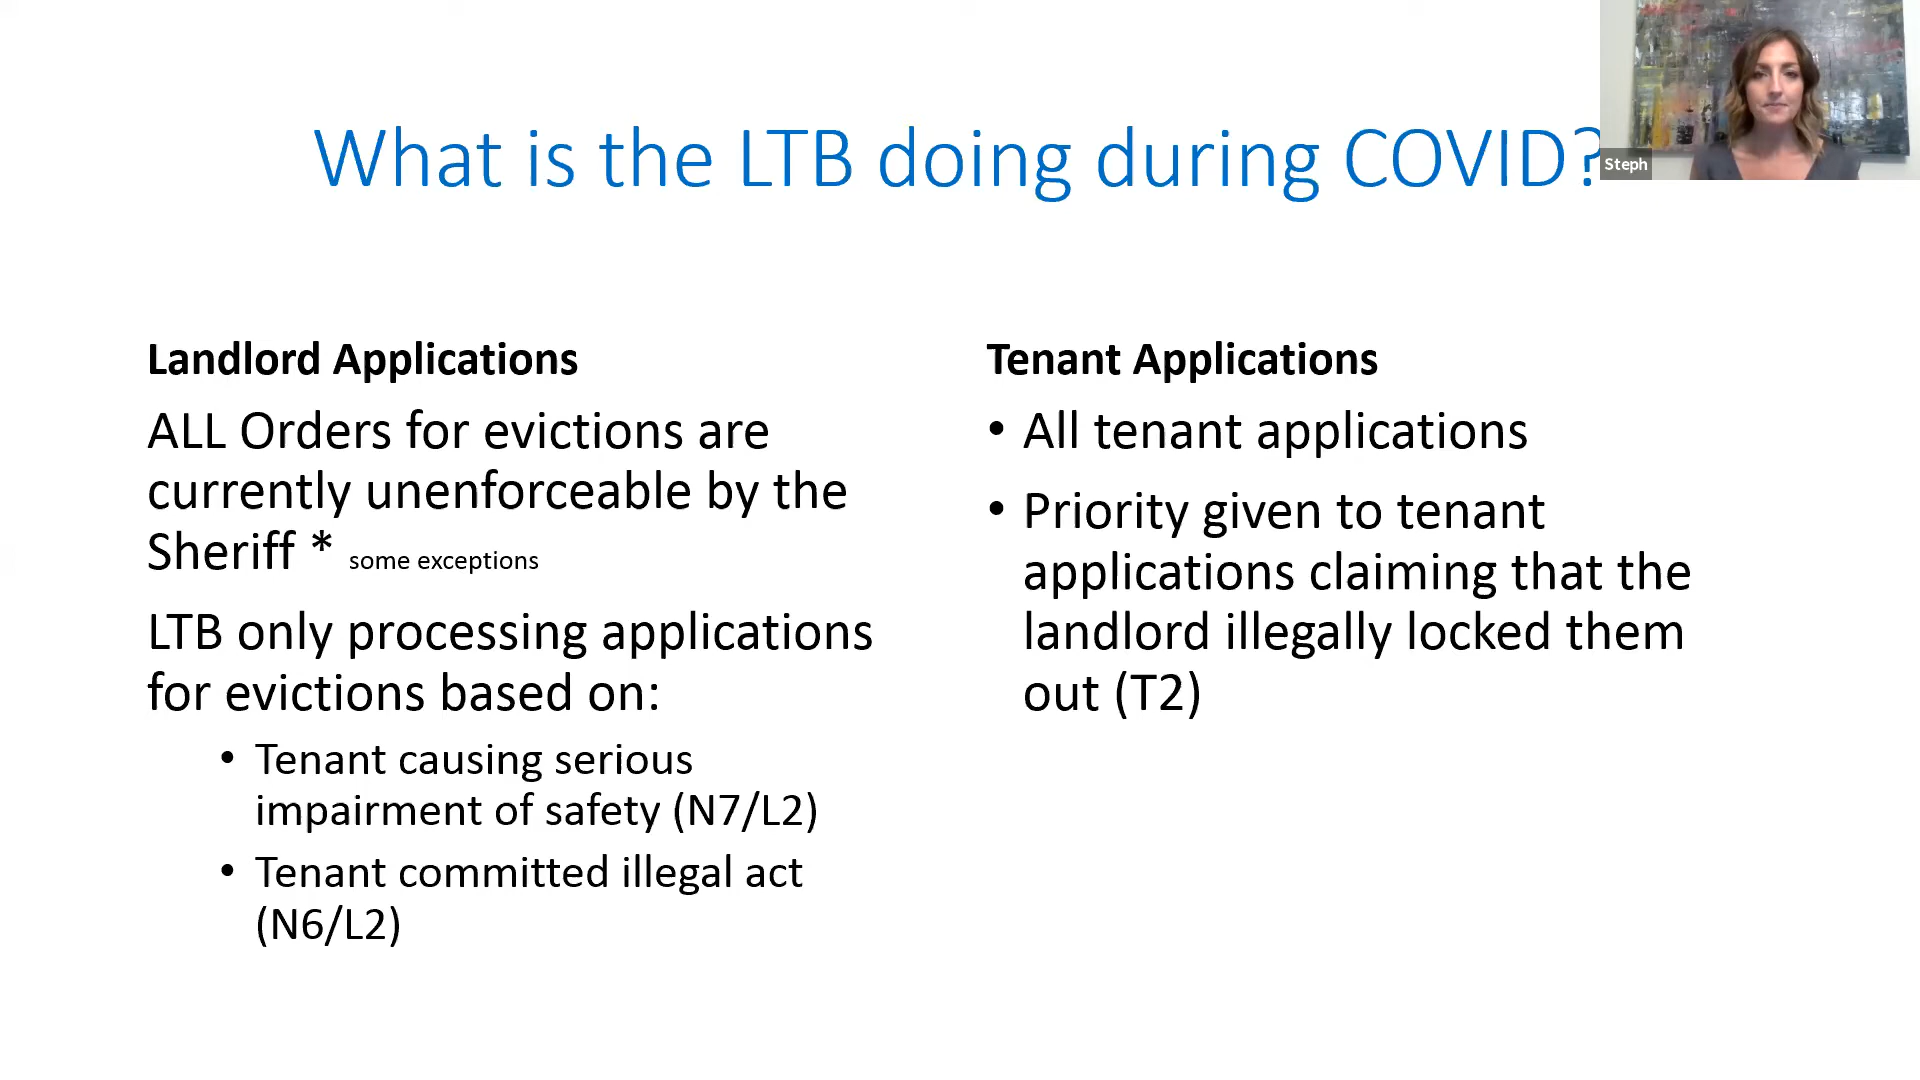 What is the LTB doing during COVID?
Steph
Landlord Applications
ALL Orders for evictions are
currently unenforceable by the
Sheriff * some exceptions
LTB only processing applications
for evictions based on:
• Tenant causing serious
impairment of safety (N7/L2)
• Tenant committed illegal act
(N6/L2)
Tenant Applications
• All tenant applications
• Priority given to tenant
applications claiming that the
landlord illegally locked them
out (T2)